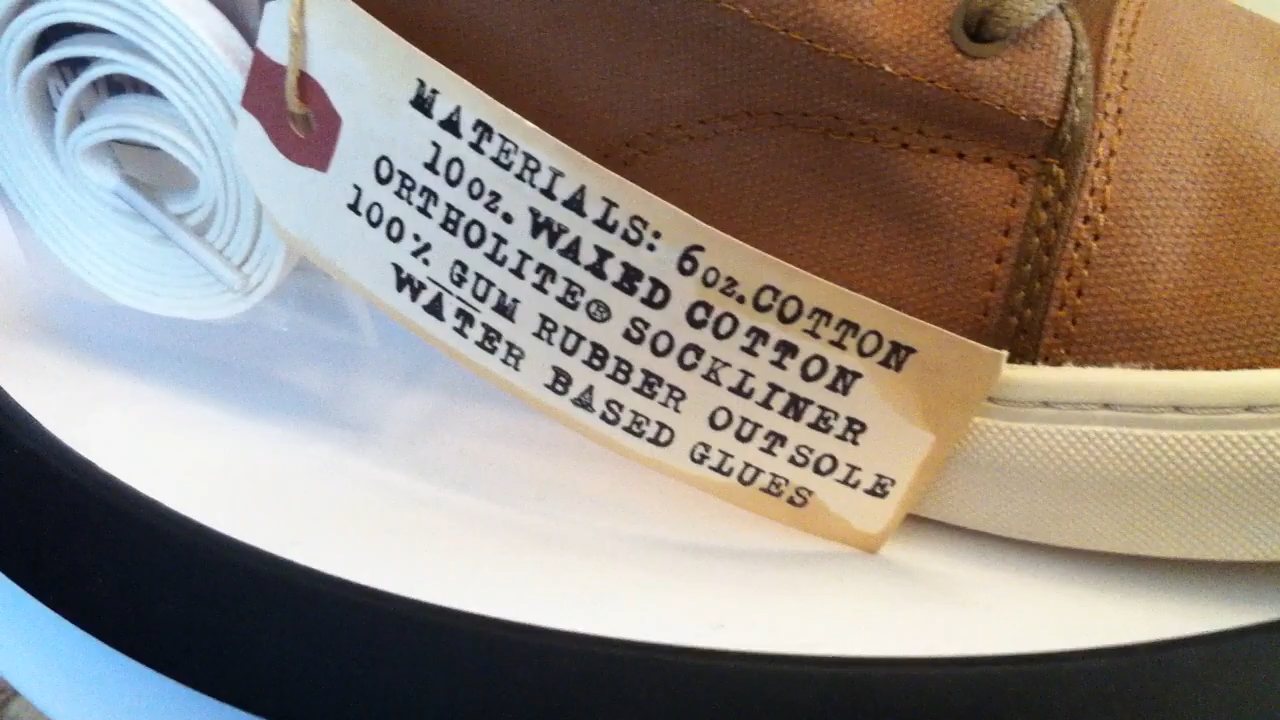 MATERIALS: 6oz. COTTON
10oz. WAXED COTTON
ORTHOLITE® SOCKLINER
100% GUM RUBBER OUTSOLE
WATER BASED GLUES